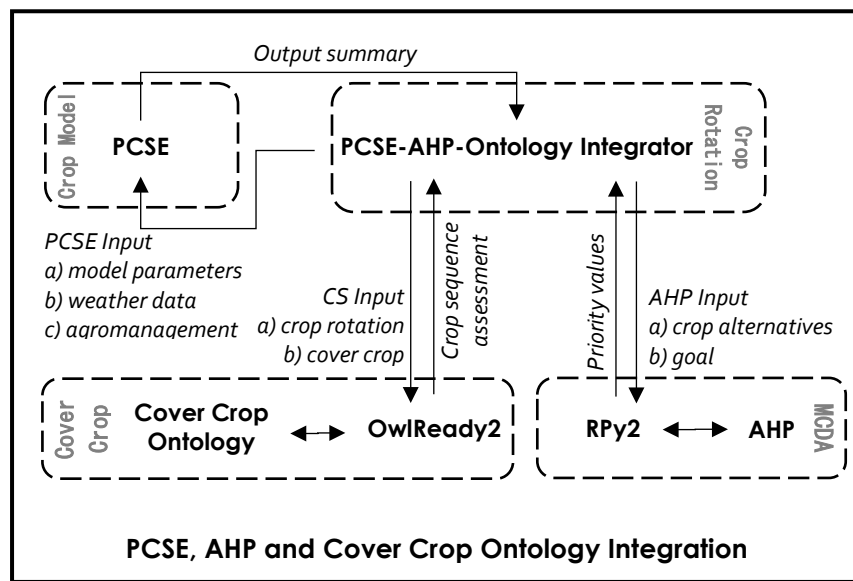 Output summary
Crop Model
PCSE
PCSE-AHP-Ontology Integrator
Crop
Rotation
PCSE Input
a) model parameters
b) weather data
c) agromanagement
CS Input
a) crop rotation
b) cover crop
Crop sequence
assessment
Priority values
AHP Input
a) crop alternatives
b) goal
Cover
Crop
Cover Crop
Ontology
OwlReady2
RPy2
AHP
MCDA
PCSE, AHP and Cover Crop Ontology Integration